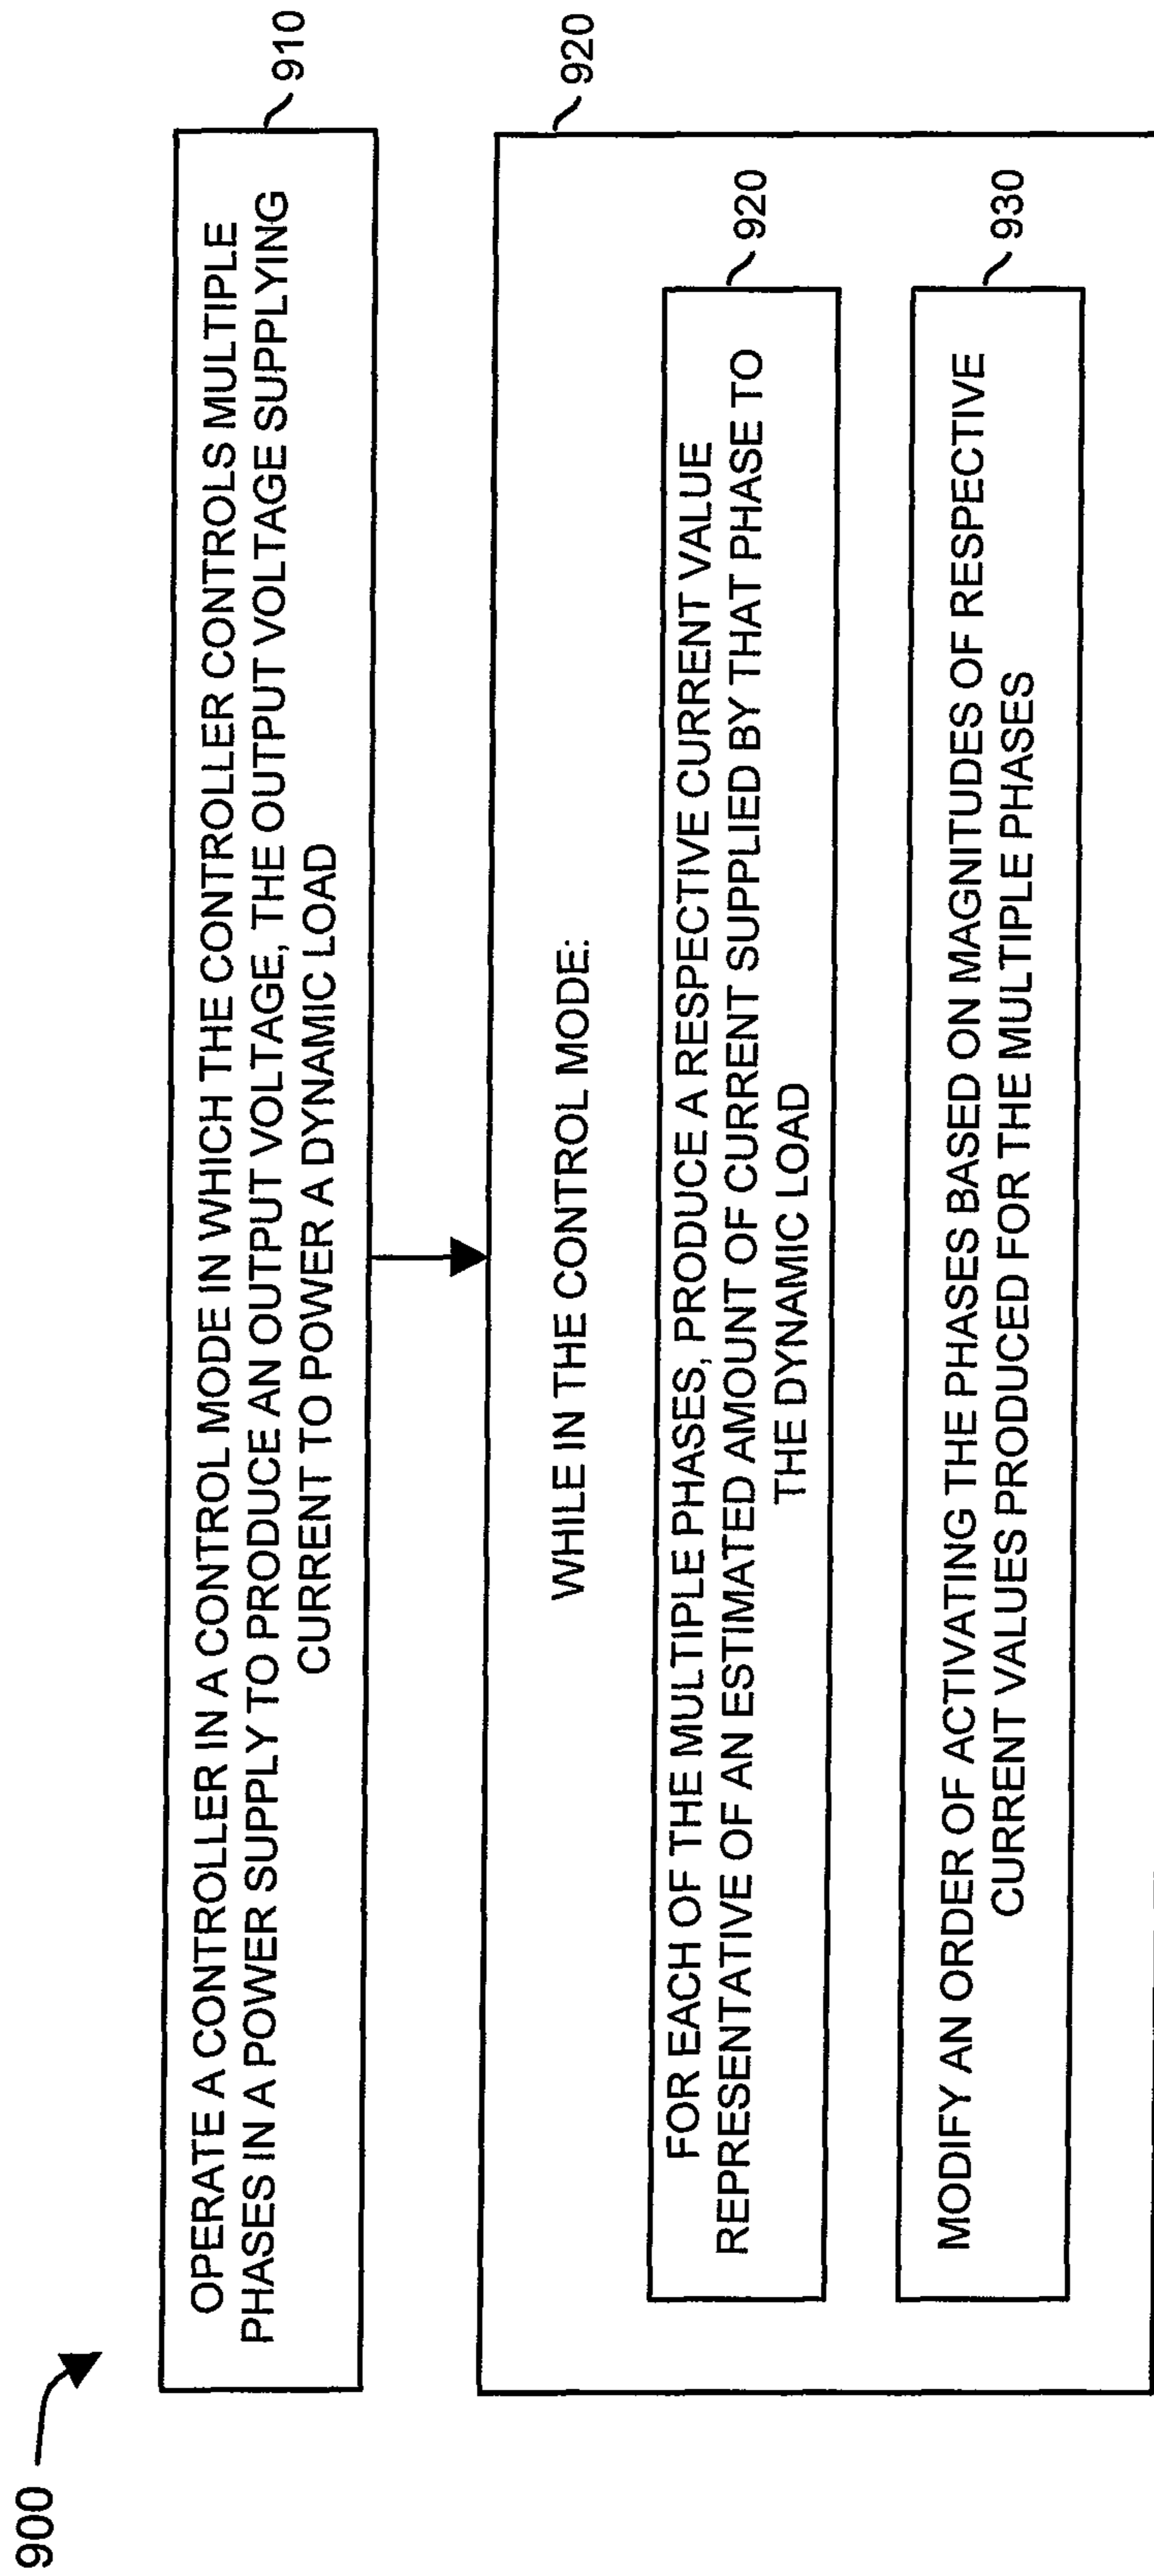 900
OPERATE A CONTROLLER IN A CONTROL MODE IN WHICH THE CONTROLLER CONTROLS MULTIPLE
PHASES IN A POWER SUPPLY TO PRODUCE AN OUTPUT VOLTAGE, THE OUTPUT VOLTAGE SUPPLYING
CURRENT TO POWER A DYNAMIC LOAD
910
920
WHILE IN THE CONTROL MODE:
FOR EACH OF THE MULTIPLE PHASES, PRODUCE A RESPECTIVE CURRENT VALUE
REPRESENTATIVE OF AN ESTIMATED AMOUNT OF CURRENT SUPPLIED BY THAT PHASE TO
THE DYNAMIC LOAD
920
MODIFY AN ORDER OF ACTIVATING THE PHASES BASED ON MAGNITUDES OF RESPECTIVE
CURRENT VALUES PRODUCED FOR THE MULTIPLE PHASES
930